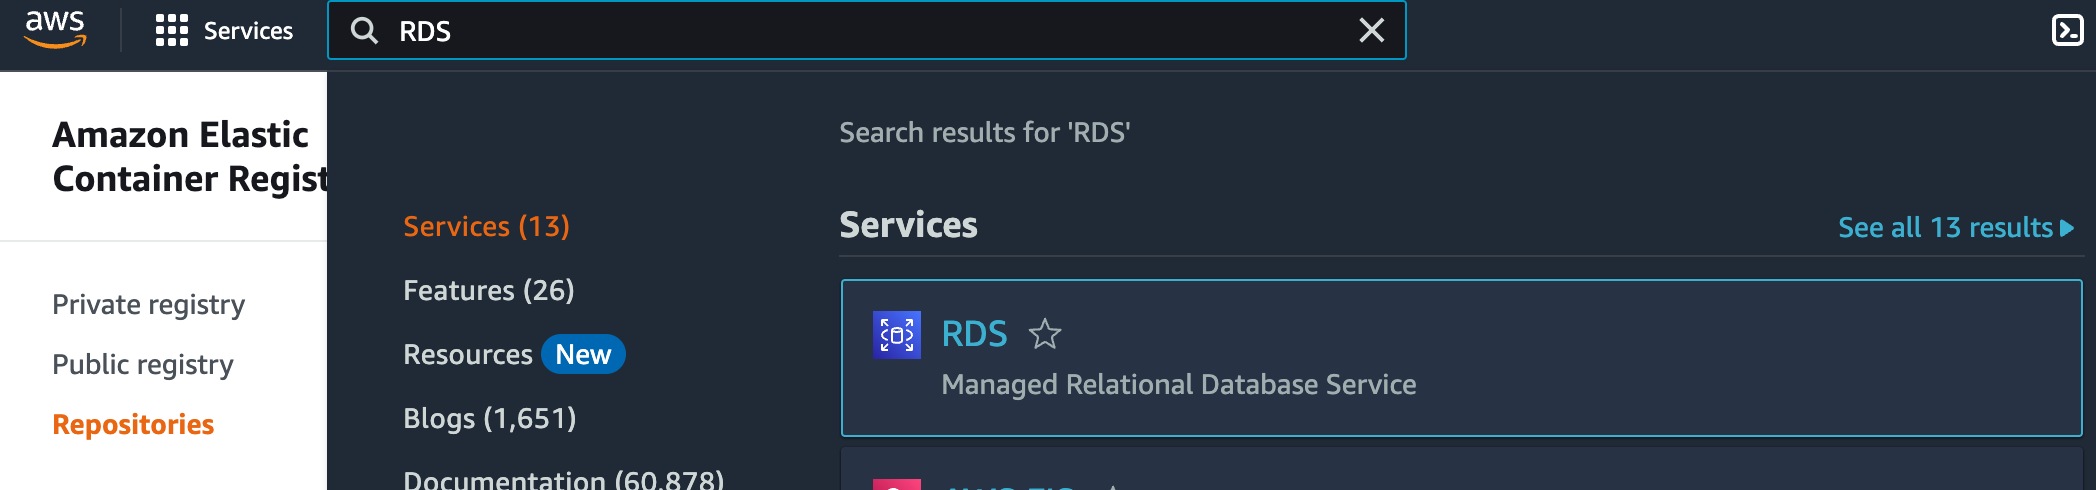 aws
Services
RDS
Amazon Elastic
Container Regist
Private registry
Public registry
Repositories
Search results for 'RDS'
Services (13)
Features (26)
Resources New
Blogs (1,651)
Documentation (60,878)
Services
See all 13 results
RDS
Managed Relational Database Service